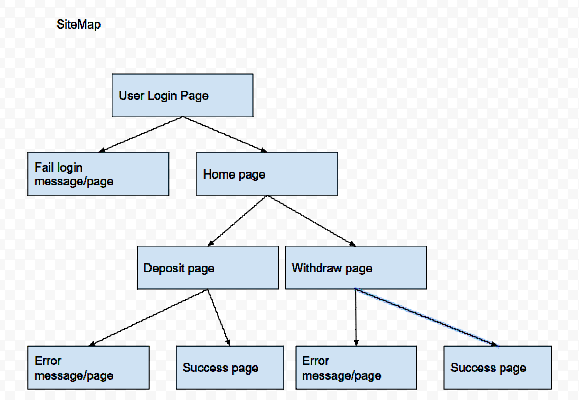 SiteMap
User Login Page
Fail login
message/page
Home page
Deposit page
Withdraw page
Error
message/page
Success page
Error
message/page
Success page